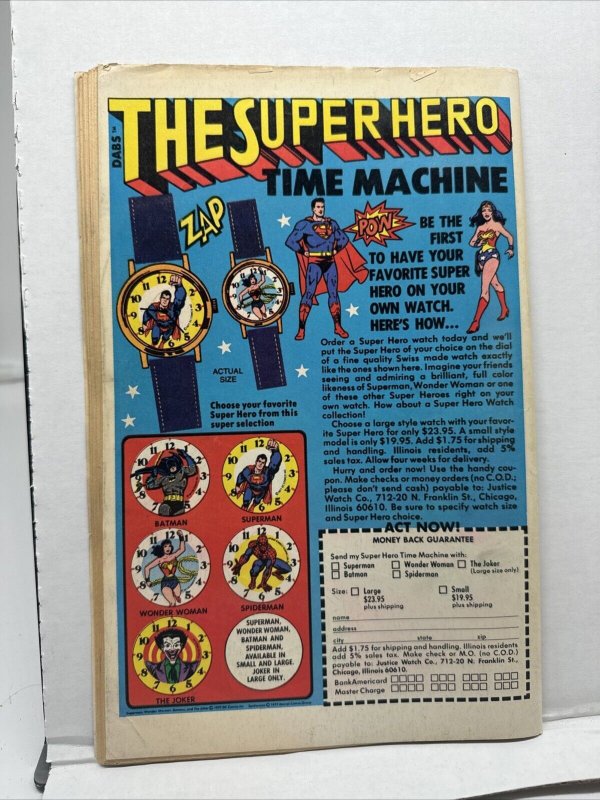 DABS™
THE SUPER HERO
TIME MACHINE
ZAP
POW
BE THE
FIRST
TO HAVE YOUR
FAVORITE SUPER
HERO ON YOUR
OWN WATCH.
HERE'S HOW...
Order a Super Hero watch today and we'll
put the Super Hero of your choice on the dial
of a fine quality Swiss made watch exactly
like the ones shown here. Imagine your friends
seeing and admiring a brilliant, full color
likeness of Superman, Wonder Woman or one
of these other Super Heroes right on your
own watch. How about a Super Hero Watch
collection!
Choose a large style watch with your favor-
ite Super Hero for only $23.95. A small style
model is only $19.95. Add $1.75 for shipping
and handling. Illinois residents, add 5%
sales tax. Allow four weeks for delivery.
Hurry and order now! Use the handy cou-
pon. Make checks or money orders (no C.O.D.;
please don't send cash) payable to: Justice
Watch Co., 712-20 N. Franklin St., Chicago,
Illinois 60610. Be sure to specify watch size
and Super Hero choice.
ACTUAL
SIZE
Choose your favorite
Super Hero from this
super selection
BATMAN
SUPERMAN
WONDER WOMAN
SPIDERMAN
THE JOKER
SUPERMAN,
WONDER WOMAN,
BATMAN AND
SPIDERMAN,
AVAILABLE IN
SMALL AND LARGE.
JOKER IN
LARGE ONLY.
ACT NOW!
MONEY BACK GUARANTEE
Send my Super Hero Time Machine with:
Superman Wonder Woman The Joker
Batman Spiderman (Large size only)
Size: Large Small
$23.95 $19.95
plus shipping plus shipping
name
address
city state zip
Add $1.75 for shipping and handling. Illinois residents
add 5% sales tax. Make check or M.O. (no C.O.D.)
payable to: Justice Watch Co., 712-20 N. Franklin St.,
Chicago, Illinois 60610.
BankAmericard
Master Charge